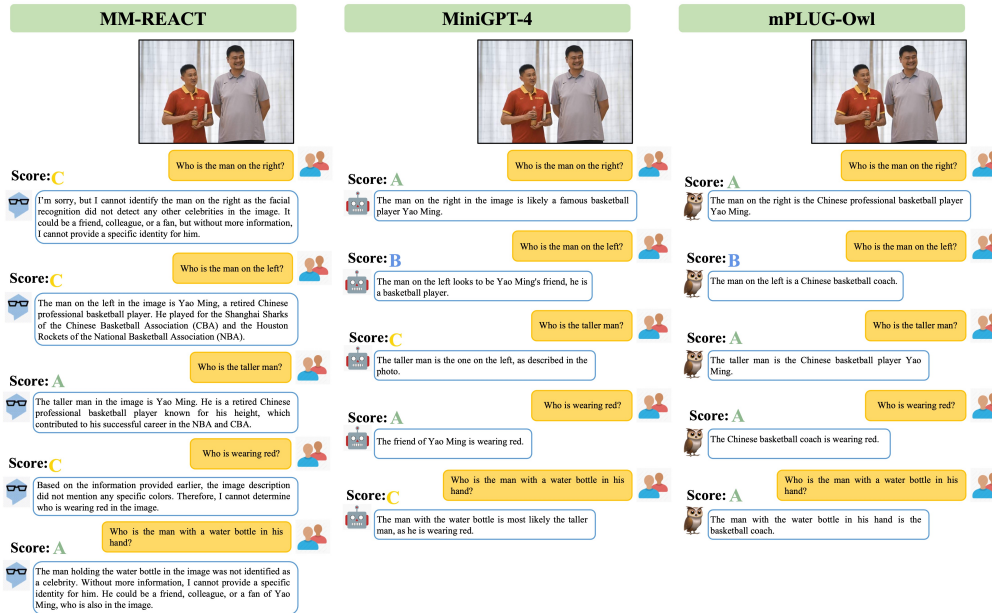 MM-REACT
Who is the man on the right?
Score:C
I'm sorry, but I cannot identify the man on the right as the facial
recognition did not detect any other celebrities in the image. It
could be a friend, colleague, or a fan, but without more information,
I cannot provide a specific identity for him.
Who is the man on the left?
Score:C
The man on the left in the image is Yao Ming, a retired Chinese
professional basketball player. He played for the Shanghai Sharks
of the Chinese Basketball Association (CBA) and the Houston
Rockets of the National Basketball Association (NBA).
Who is the taller man?
Score: A
The taller man in the image is Yao Ming. He is a retired Chinese
professional basketball player known for his height, which
contributed to his successful career in the NBA and CBA.
Who is wearing red?
Score:C
Based on the information provided earlier, the image description
did not mention any specific colors. Therefore, I cannot determine
who is wearing red in the image.
Who is the man with a water bottle in his
hand?
Score: A
The man holding the water bottle in the image was not identified as
a celebrity. Without more information, I cannot provide a specific
identity for him. He could be a friend, colleague, or a fan of Yao
Ming, who is also in the image.
MiniGPT-4
Who is the man on the right?
Score: A
The man on the right in the image is likely a famous basketball
player Yao Ming.
Who is the man on the left?
Score:B
The man on the left looks to be Yao Ming's friend, he is
a basketball player.
Who is the taller man?
Score:C
The taller man is the one on the left, as described in the
photo.
Who is wearing red?
Score: A
The friend of Yao Ming is wearing red.
Who is the man with a water bottle in his
hand?
Score:C
The man with the water bottle is most likely the taller
man, as he is wearing red.
mPLUG-Owl
Who is the man on the right?
Score: A
The man on the right is the Chinese professional basketball player
Yao Ming.
Who is the man on the left?
Score:B
The man on the left is a Chinese basketball coach.
Who is the taller man?
Score: A
The taller man is the Chinese basketball player Yao
Ming.
Who is wearing red?
Score: A
The Chinese basketball coach is wearing red.
Who is the man with a water bottle in his
hand?
Score: A
The man with the water bottle in his hand is the
basketball coach.